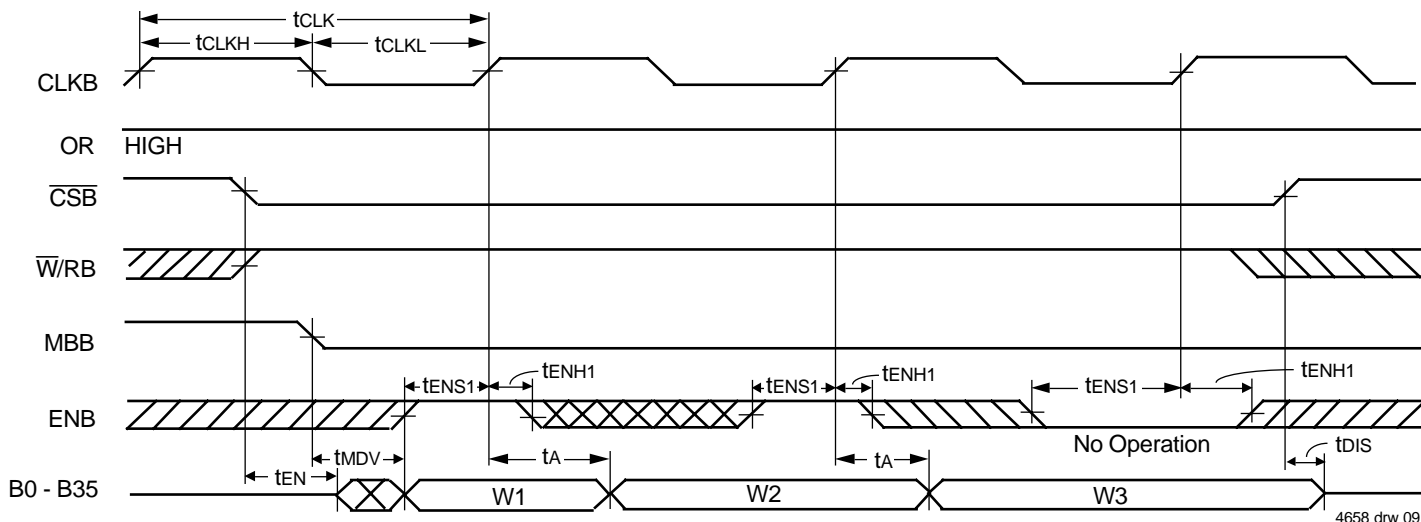 tCLK
tCLKH tCLKL
CLKB
OR HIGH
CSB
W/RB
MBB
tENS1 tENH1 tENS1 tENH1 tENS1 tENH1
ENB
No Operation
tEN tMDV tA tA tDIS
B0 - B35 W1 W2 W3
4658 drw 09